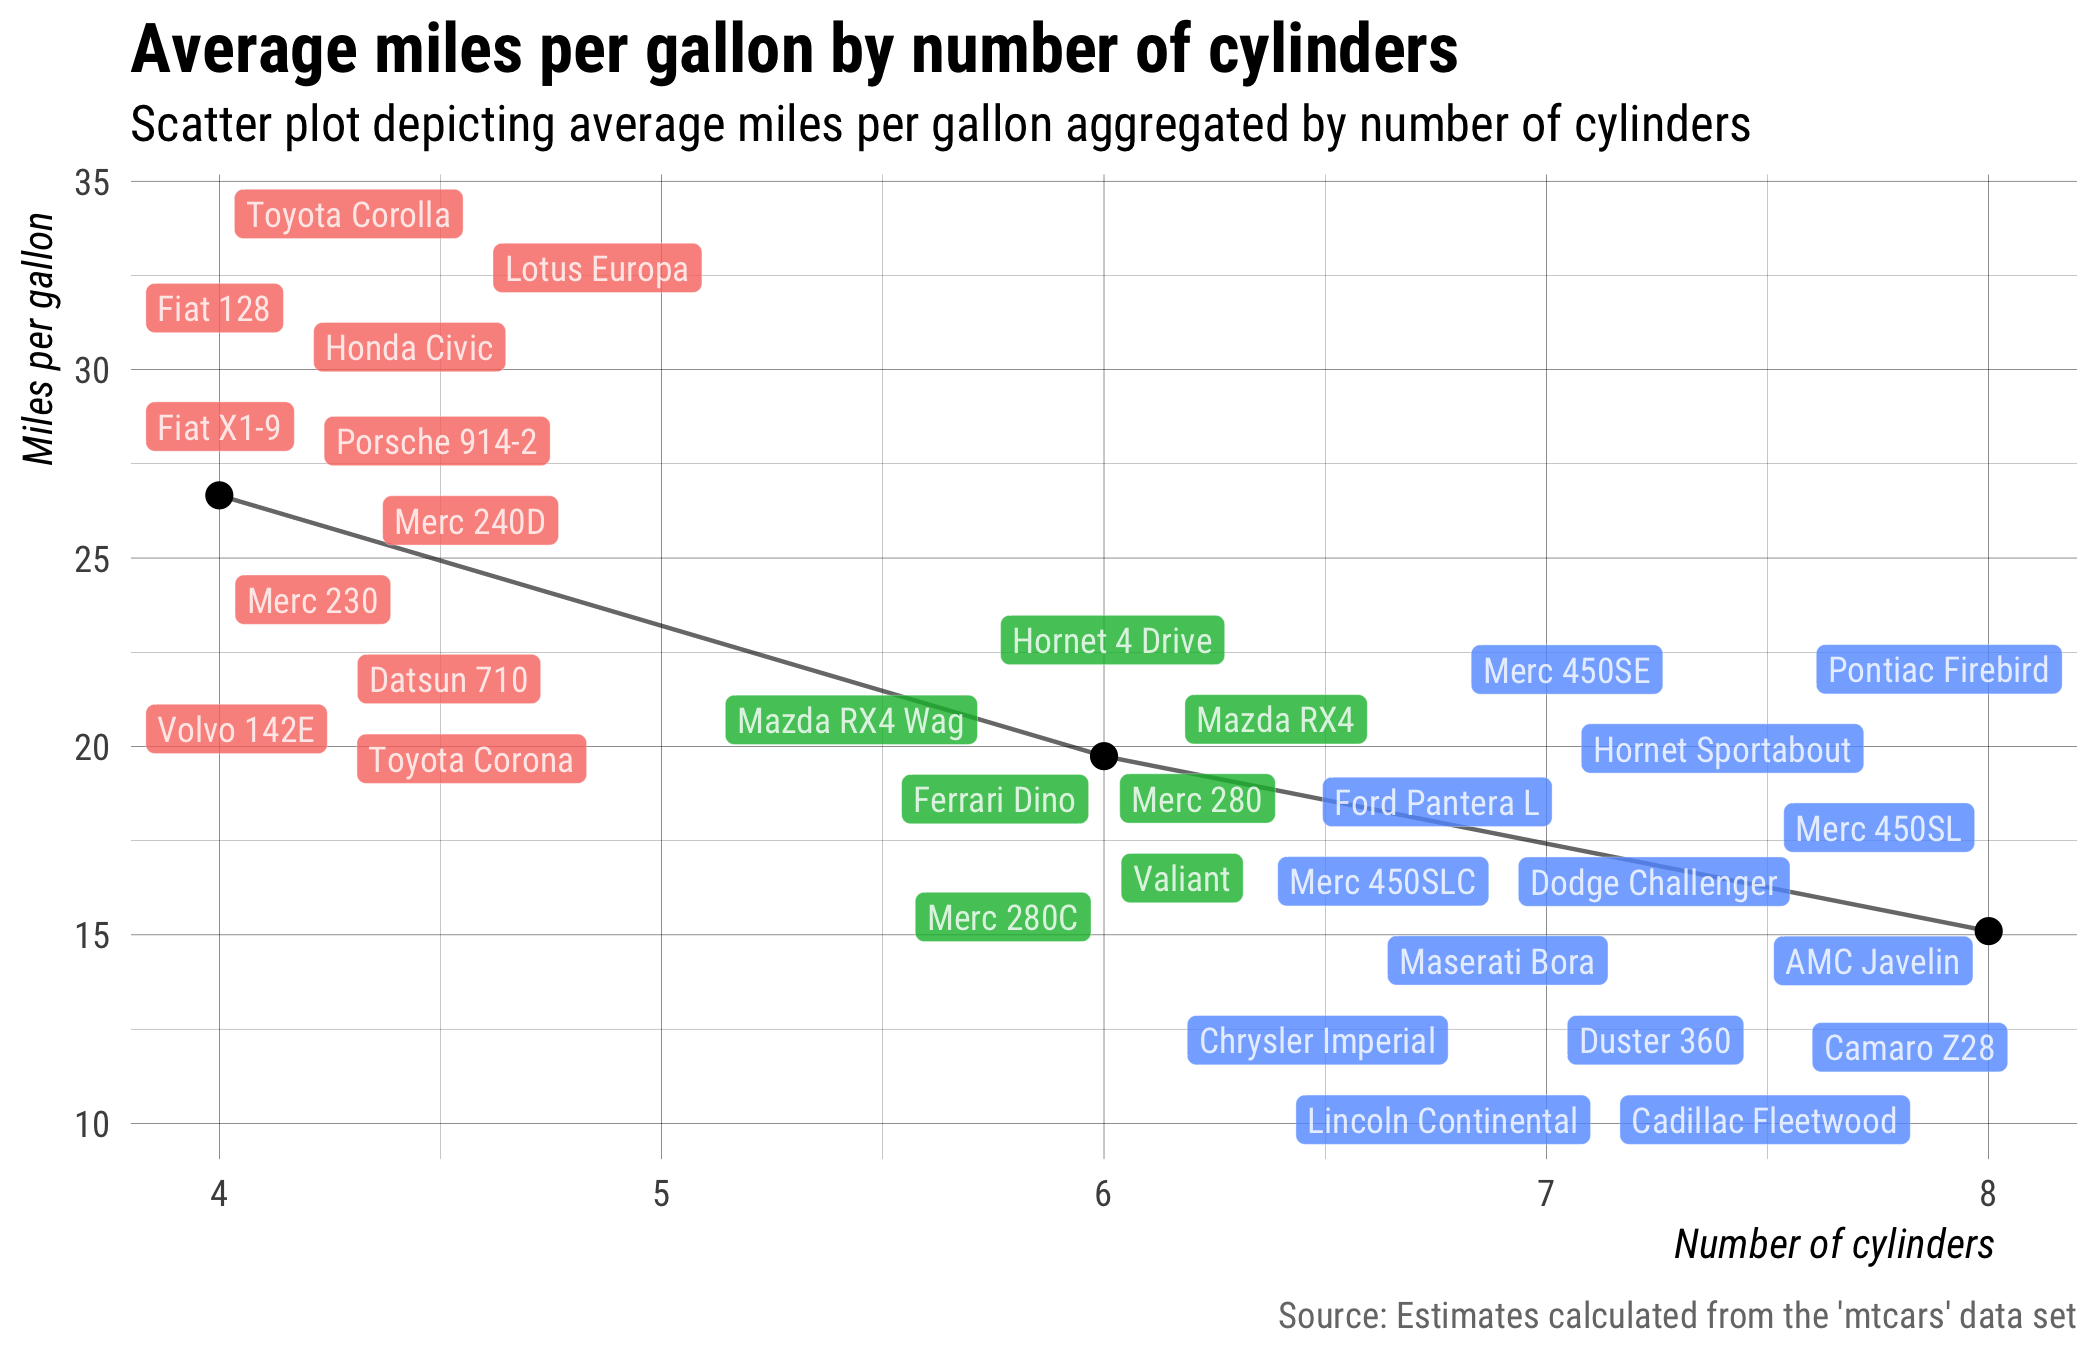 Average miles per gallon by number of cylinders
Scatter plot depicting average miles per gallon aggregated by number of cylinders
Miles per gallon
35
30
25
20
15
10
Toyota Corolla
Lotus Europa
Fiat 128
Honda Civic
Fiat X1-9
Porsche 914-2
Merc 240D
Merc 230
Datsun 710
Volvo 142E
Toyota Corona
Hornet 4 Drive
Mazda RX4 Wag
Mazda RX4
Ferrari Dino
Merc 280
Valiant
Merc 280C
Merc 450SE
Pontiac Firebird
Hornet Sportabout
Ford Pantera L
Merc 450SL
Merc 450SLC
Dodge Challenger
Maserati Bora
AMC Javelin
Chrysler Imperial
Duster 360
Camaro Z28
Lincoln Continental
Cadillac Fleetwood
4 5 6 7 8
Number of cylinders
Source: Estimates calculated from the 'mtcars' data set